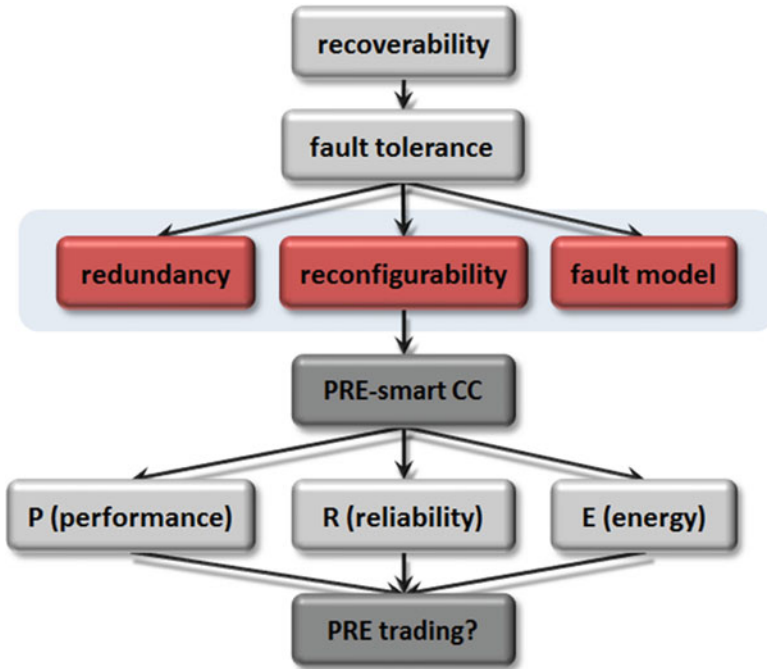 recoverability
fault tolerance
redundancy
reconfigurability
fault model
PRE-smart CC
P (performance)
R (reliability)
E (energy)
PRE trading?